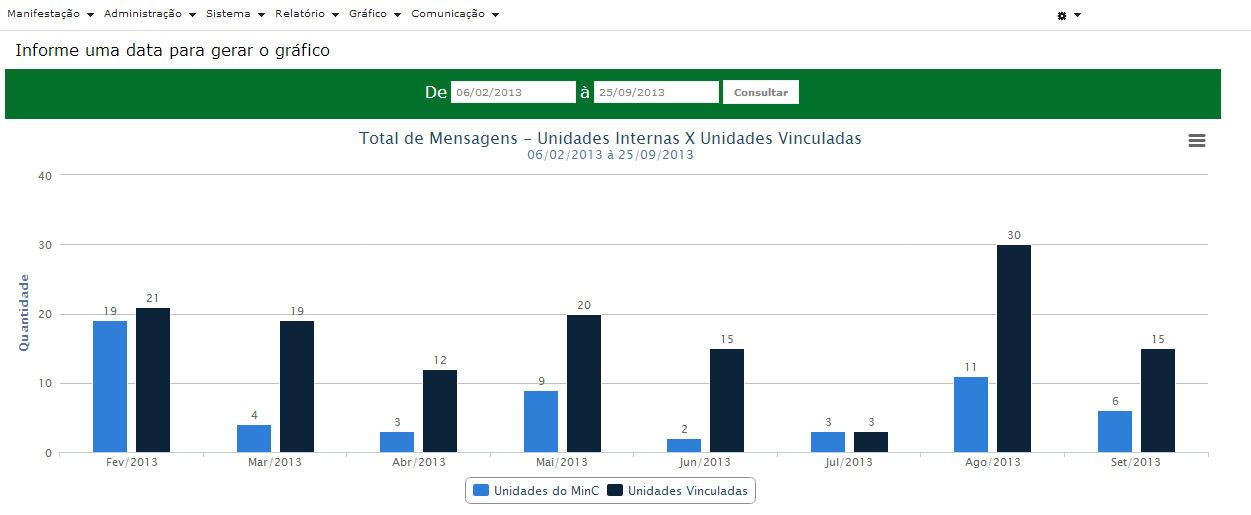 Manifestação Administração Sistema Relatório Gráfico Comunicação
Informe uma data para gerar o gráfico
De 06/02/2013 à 25/09/2013 Consultar
Total de Mensagens - Unidades Internas X Unidades Vinculadas
06/02/2013 à 25/09/2013
Quantidade
40
30
20
10
0
19 21
4 19
3 12
9 20
2 15
3 3
11 30
6 15
Fev/2013 Mar/2013 Abr/2013 Mai/2013 Jun/2013 Jul/2013 Ago/2013 Set/2013
Unidades do MinC Unidades Vinculadas